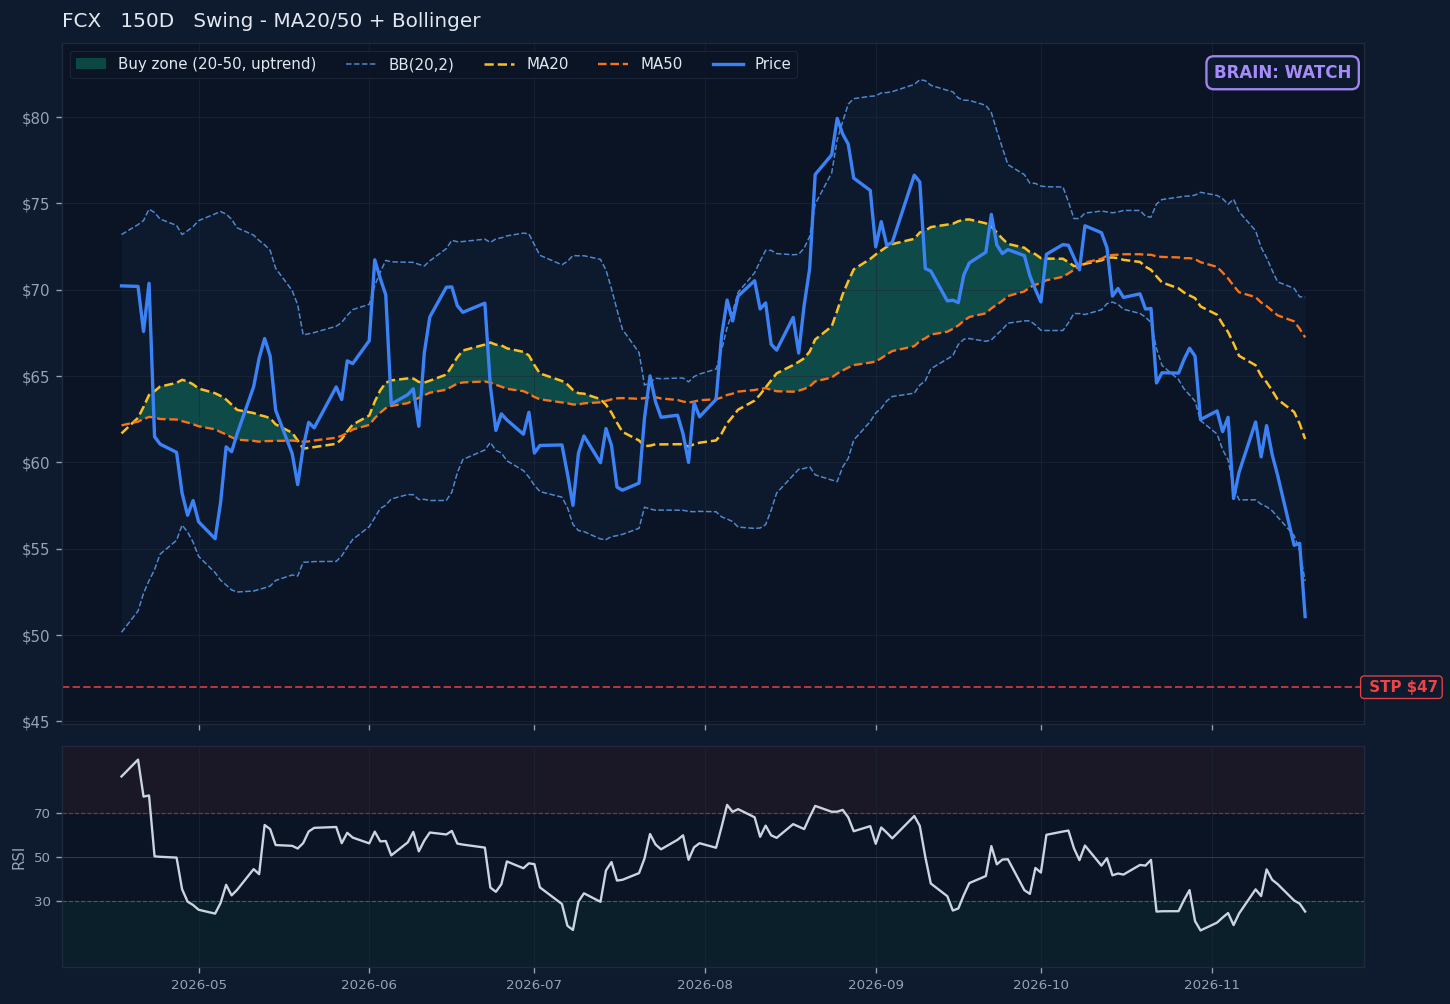 FCX 150D Swing - MA20/50 + Bollinger
Buy zone (20-50, uptrend) BB(20,2) MA20 MA50 Price
BRAIN: WATCH
$80
$75
$70
$65
$60
$55
$50
STP $47
$45
70
50
30
RSI
2026-05 2026-06 2026-07 2026-08 2026-09 2026-10 2026-11